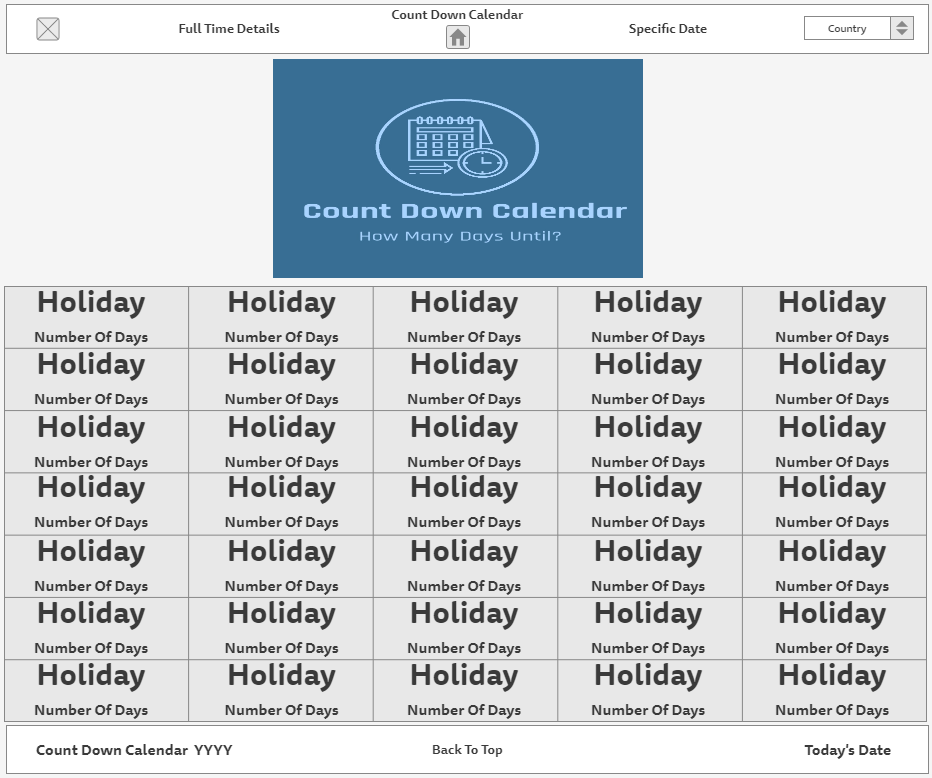 Full Time Details
Count Down Calendar
Specific Date
Country
Count Down Calendar
How Many Days Until?
Holiday Holiday Holiday Holiday Holiday
Number Of Days Number Of Days Number Of Days Number Of Days Number Of Days
Holiday Holiday Holiday Holiday Holiday
Number Of Days Number Of Days Number Of Days Number Of Days Number Of Days
Holiday Holiday Holiday Holiday Holiday
Number Of Days Number Of Days Number Of Days Number Of Days Number Of Days
Holiday Holiday Holiday Holiday Holiday
Number Of Days Number Of Days Number Of Days Number Of Days Number Of Days
Holiday Holiday Holiday Holiday Holiday
Number Of Days Number Of Days Number Of Days Number Of Days Number Of Days
Holiday Holiday Holiday Holiday Holiday
Number Of Days Number Of Days Number Of Days Number Of Days Number Of Days
Holiday Holiday Holiday Holiday Holiday
Number Of Days Number Of Days Number Of Days Number Of Days Number Of Days
Count Down Calendar YYYY
Back To Top
Today's Date